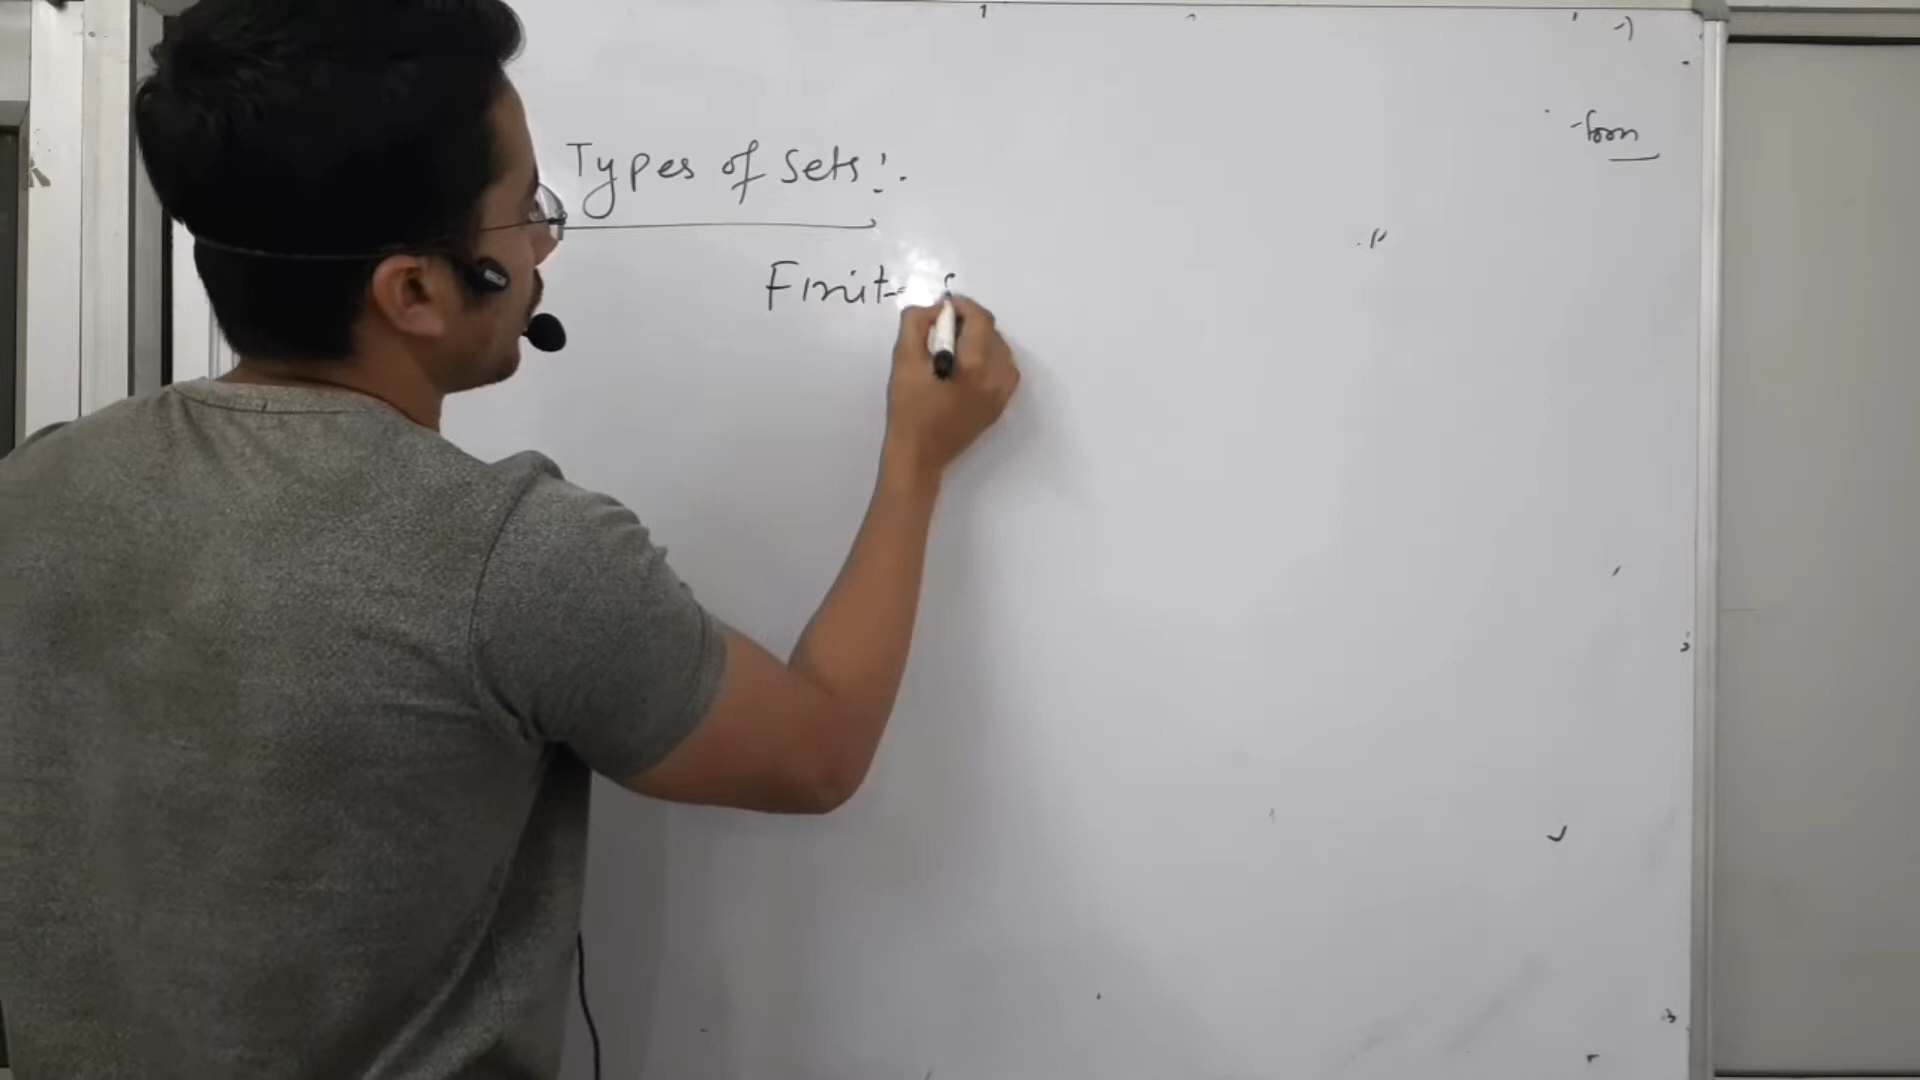 Types of Sets:-
Finite
form